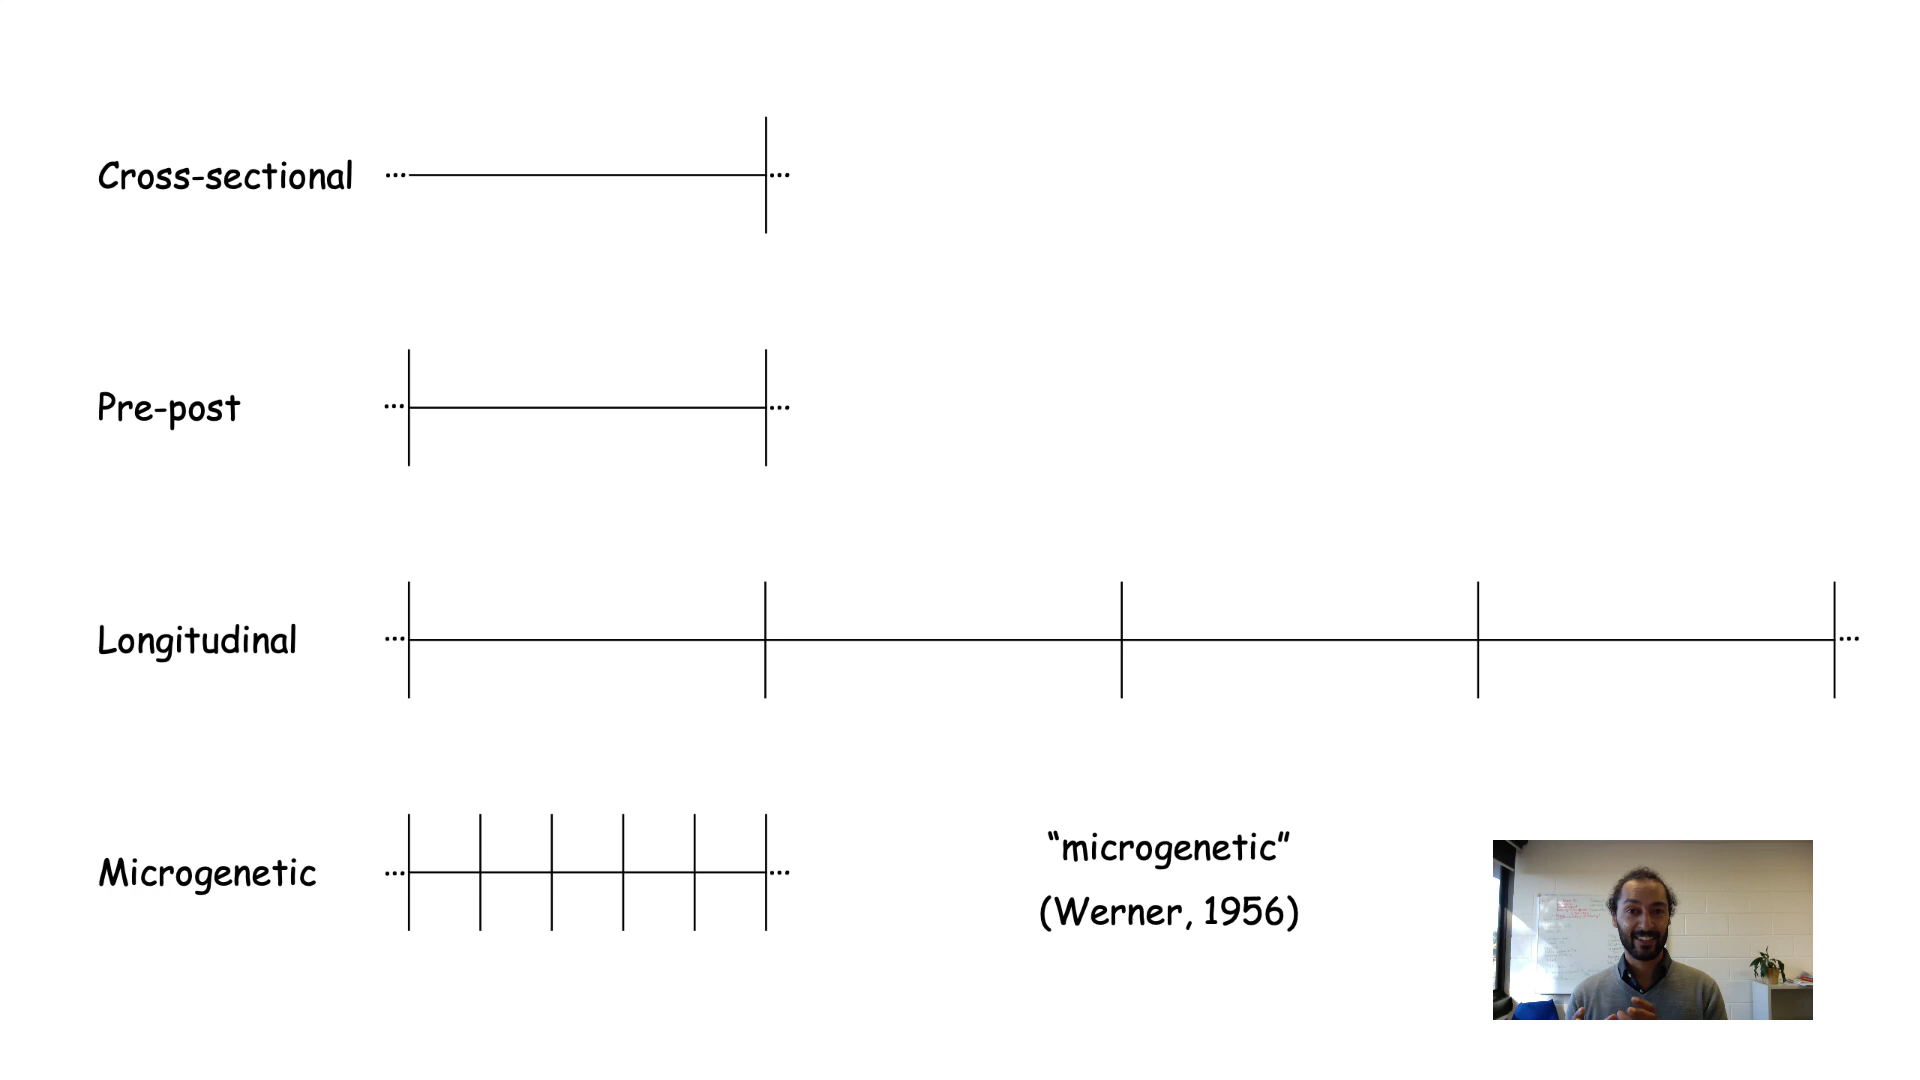 Cross-sectional ... ...
Pre-post ... ...
Longitudinal ... ...
Microgenetic ... ...
“microgenetic”
(Werner, 1956)